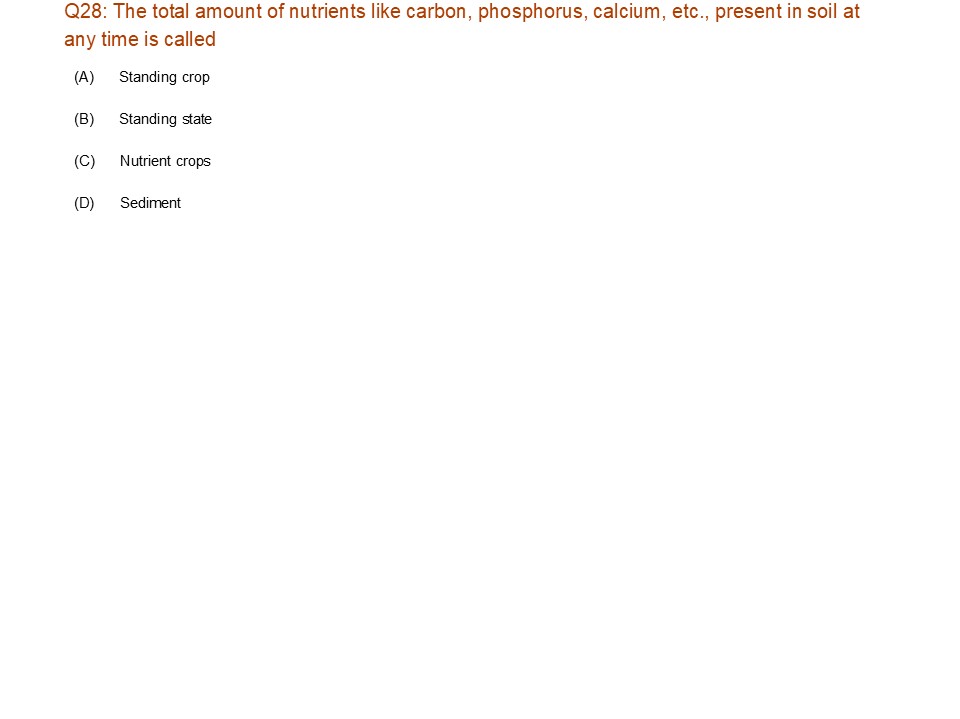 Q28: The total amount of nutrients like carbon, phosphorus, calcium, etc., present in soil at
any time is called
(A) Standing crop
(B) Standing state
(C) Nutrient crops
(D) Sediment